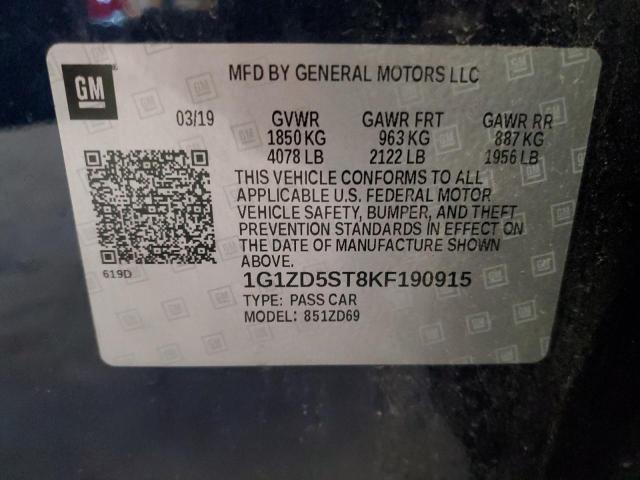 GM
MFD BY GENERAL MOTORS LLC
03/19 GVWR GAWR FRT GAWR RR
1850 KG 963 KG 887 KG
4078 LB 2122 LB 1956 LB
THIS VEHICLE CONFORMS TO ALL
APPLICABLE U.S. FEDERAL MOTOR
VEHICLE SAFETY, BUMPER, AND THEFT
PREVENTION STANDARDS IN EFFECT ON
THE DATE OF MANUFACTURE SHOWN
ABOVE.
619D
1G1ZD5ST8KF190915
TYPE: PASS CAR
MODEL: 851ZD69